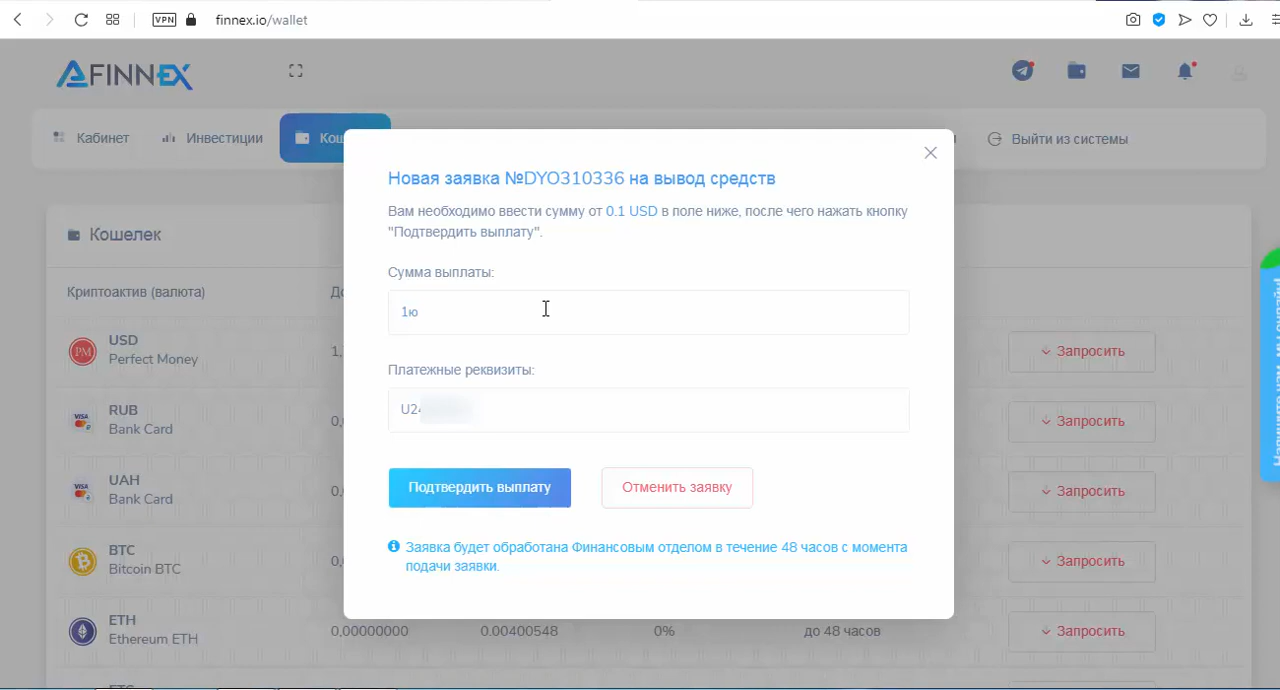 VPN
finnex.io/wallet
FINNEX
Кабинет
Инвестиции
Выйти из системы
Кошелек
Криптоактив (валюта)
USD
Perfect Money
Запросить
RUB
Bank Card
Запросить
UAH
Bank Card
Запросить
BTC
Bitcoin BTC
Запросить
ETH
Ethereum ETH
0,00000000
0.00400548
0%
до 48 часов
Запросить
Новая заявка №DYO310336 на вывод средств
Вам необходимо ввести сумму от 0.1 USD в поле ниже, после чего нажать кнопку
"Подтвердить выплату".
Сумма выплаты:
1ю
Платежные реквизиты:
U24
Подтвердить выплату
Отменить заявку
Заявка будет обработана Финансовым отделом в течение 48 часов с момента
подачи заявки.